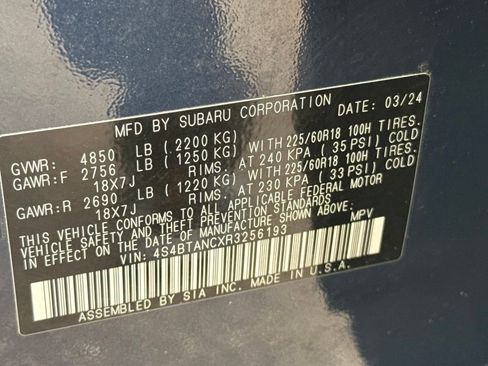 MFD BY SUBARU CORPORATION DATE: 03/24
GVWR: 4850 LB (2200 KG)
GAWR:F 2756 LB (1250 KG) WITH 225/60R18 100H TIRES.
18X7J RIMS. AT 240 KPA (35 PSI) COLD
GAWR:R 2690 LB (1220 KG) WITH 225/60R18 100H TIRES.
18X7J RIMS. AT 230 KPA (33 PSI) COLD
THIS VEHICLE CONFORMS TO ALL APPLICABLE FEDERAL MOTOR
VEHICLE SAFETY AND THEFT PREVENTION STANDARDS
IN EFFECT ON THE DATE OF MANUFACTURE SHOWN ABOVE.
VIN: 4S4BTANCXR3256193 MPV
ASSEMBLED BY SIA INC. MADE IN U.S.A.